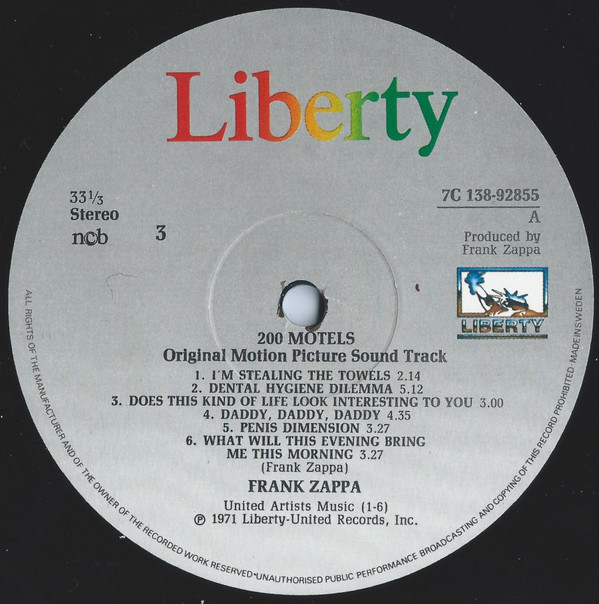 Liberty
33⅓
Stereo
ncb
3
7C 138-92855
A
Produced by
Frank Zappa
LIBERTY
200 MOTELS
Original Motion Picture Sound Track
1. I'M STEALING THE TOWELS 2.14
2. DENTAL HYGIENE DILEMMA 5.12
3. DOES THIS KIND OF LIFE LOOK INTERESTING TO YOU 3.00
4. DADDY, DADDY, DADDY 4.35
5. PENIS DIMENSION 3.27
6. WHAT WILL THIS EVENING BRING
ME THIS MORNING 3.27
(Frank Zappa)
FRANK ZAPPA
United Artists Music (1-6)
℗ 1971 Liberty-United Records, Inc.
ALL RIGHTS OF THE MANUFACTURER AND OF THE OWNER OF THE RECORDED WORK RESERVED·UNAUTHORISED PUBLIC PERFORMANCE BROADCASTING AND COPYING OF THIS RECORD PROHIBITED·MADE IN SWEDEN